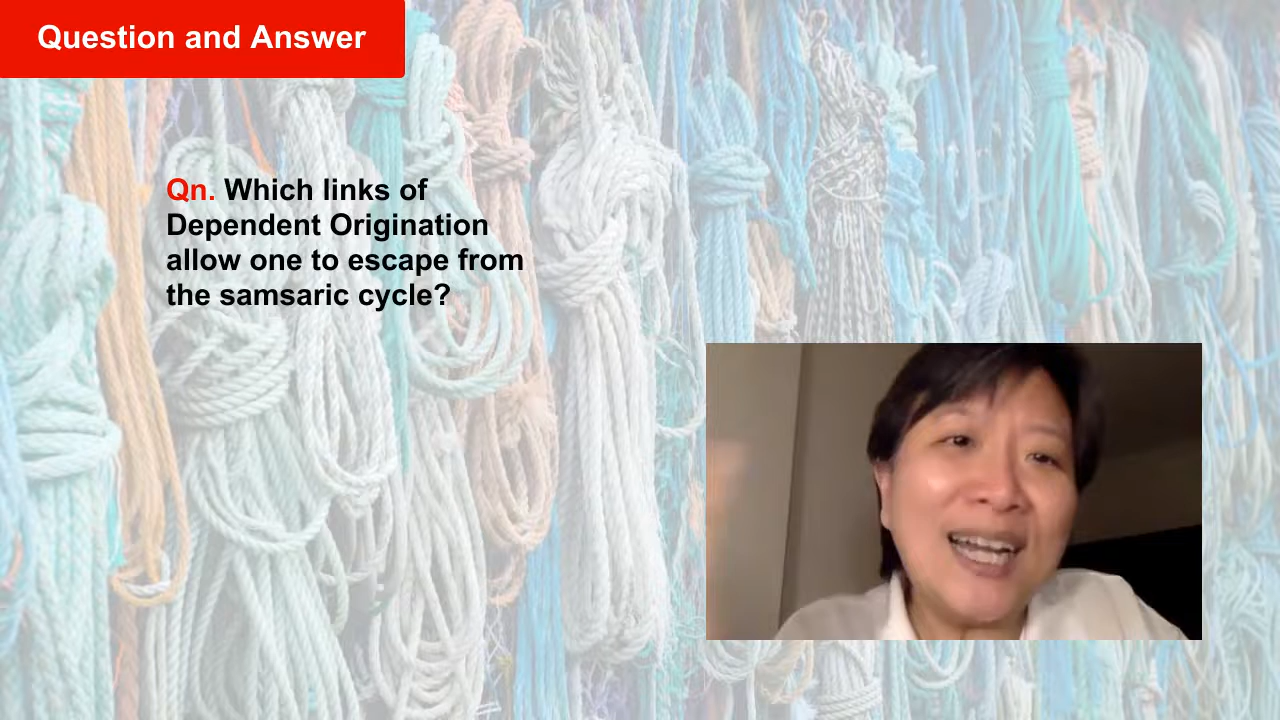 Question and Answer
Qn. Which links of
Dependent Origination
allow one to escape from
the samsaric cycle?